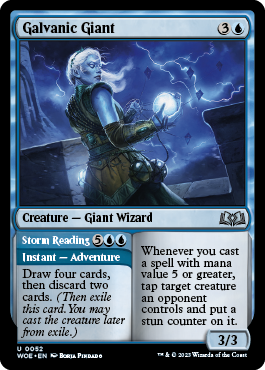 Galvanic Giant 3
Creature — Giant Wizard
Storm Reading 5
Instant — Adventure
Draw four cards,
then discard two
cards. (Then exile
this card. You may
cast the creature later
from exile.)
Whenever you cast
a spell with mana
value 5 or greater,
tap target creature
an opponent
controls and put a
stun counter on it.
3/3
U 0052
WOE • EN Borja Pindado
™ & © 2023 Wizards of the Coast